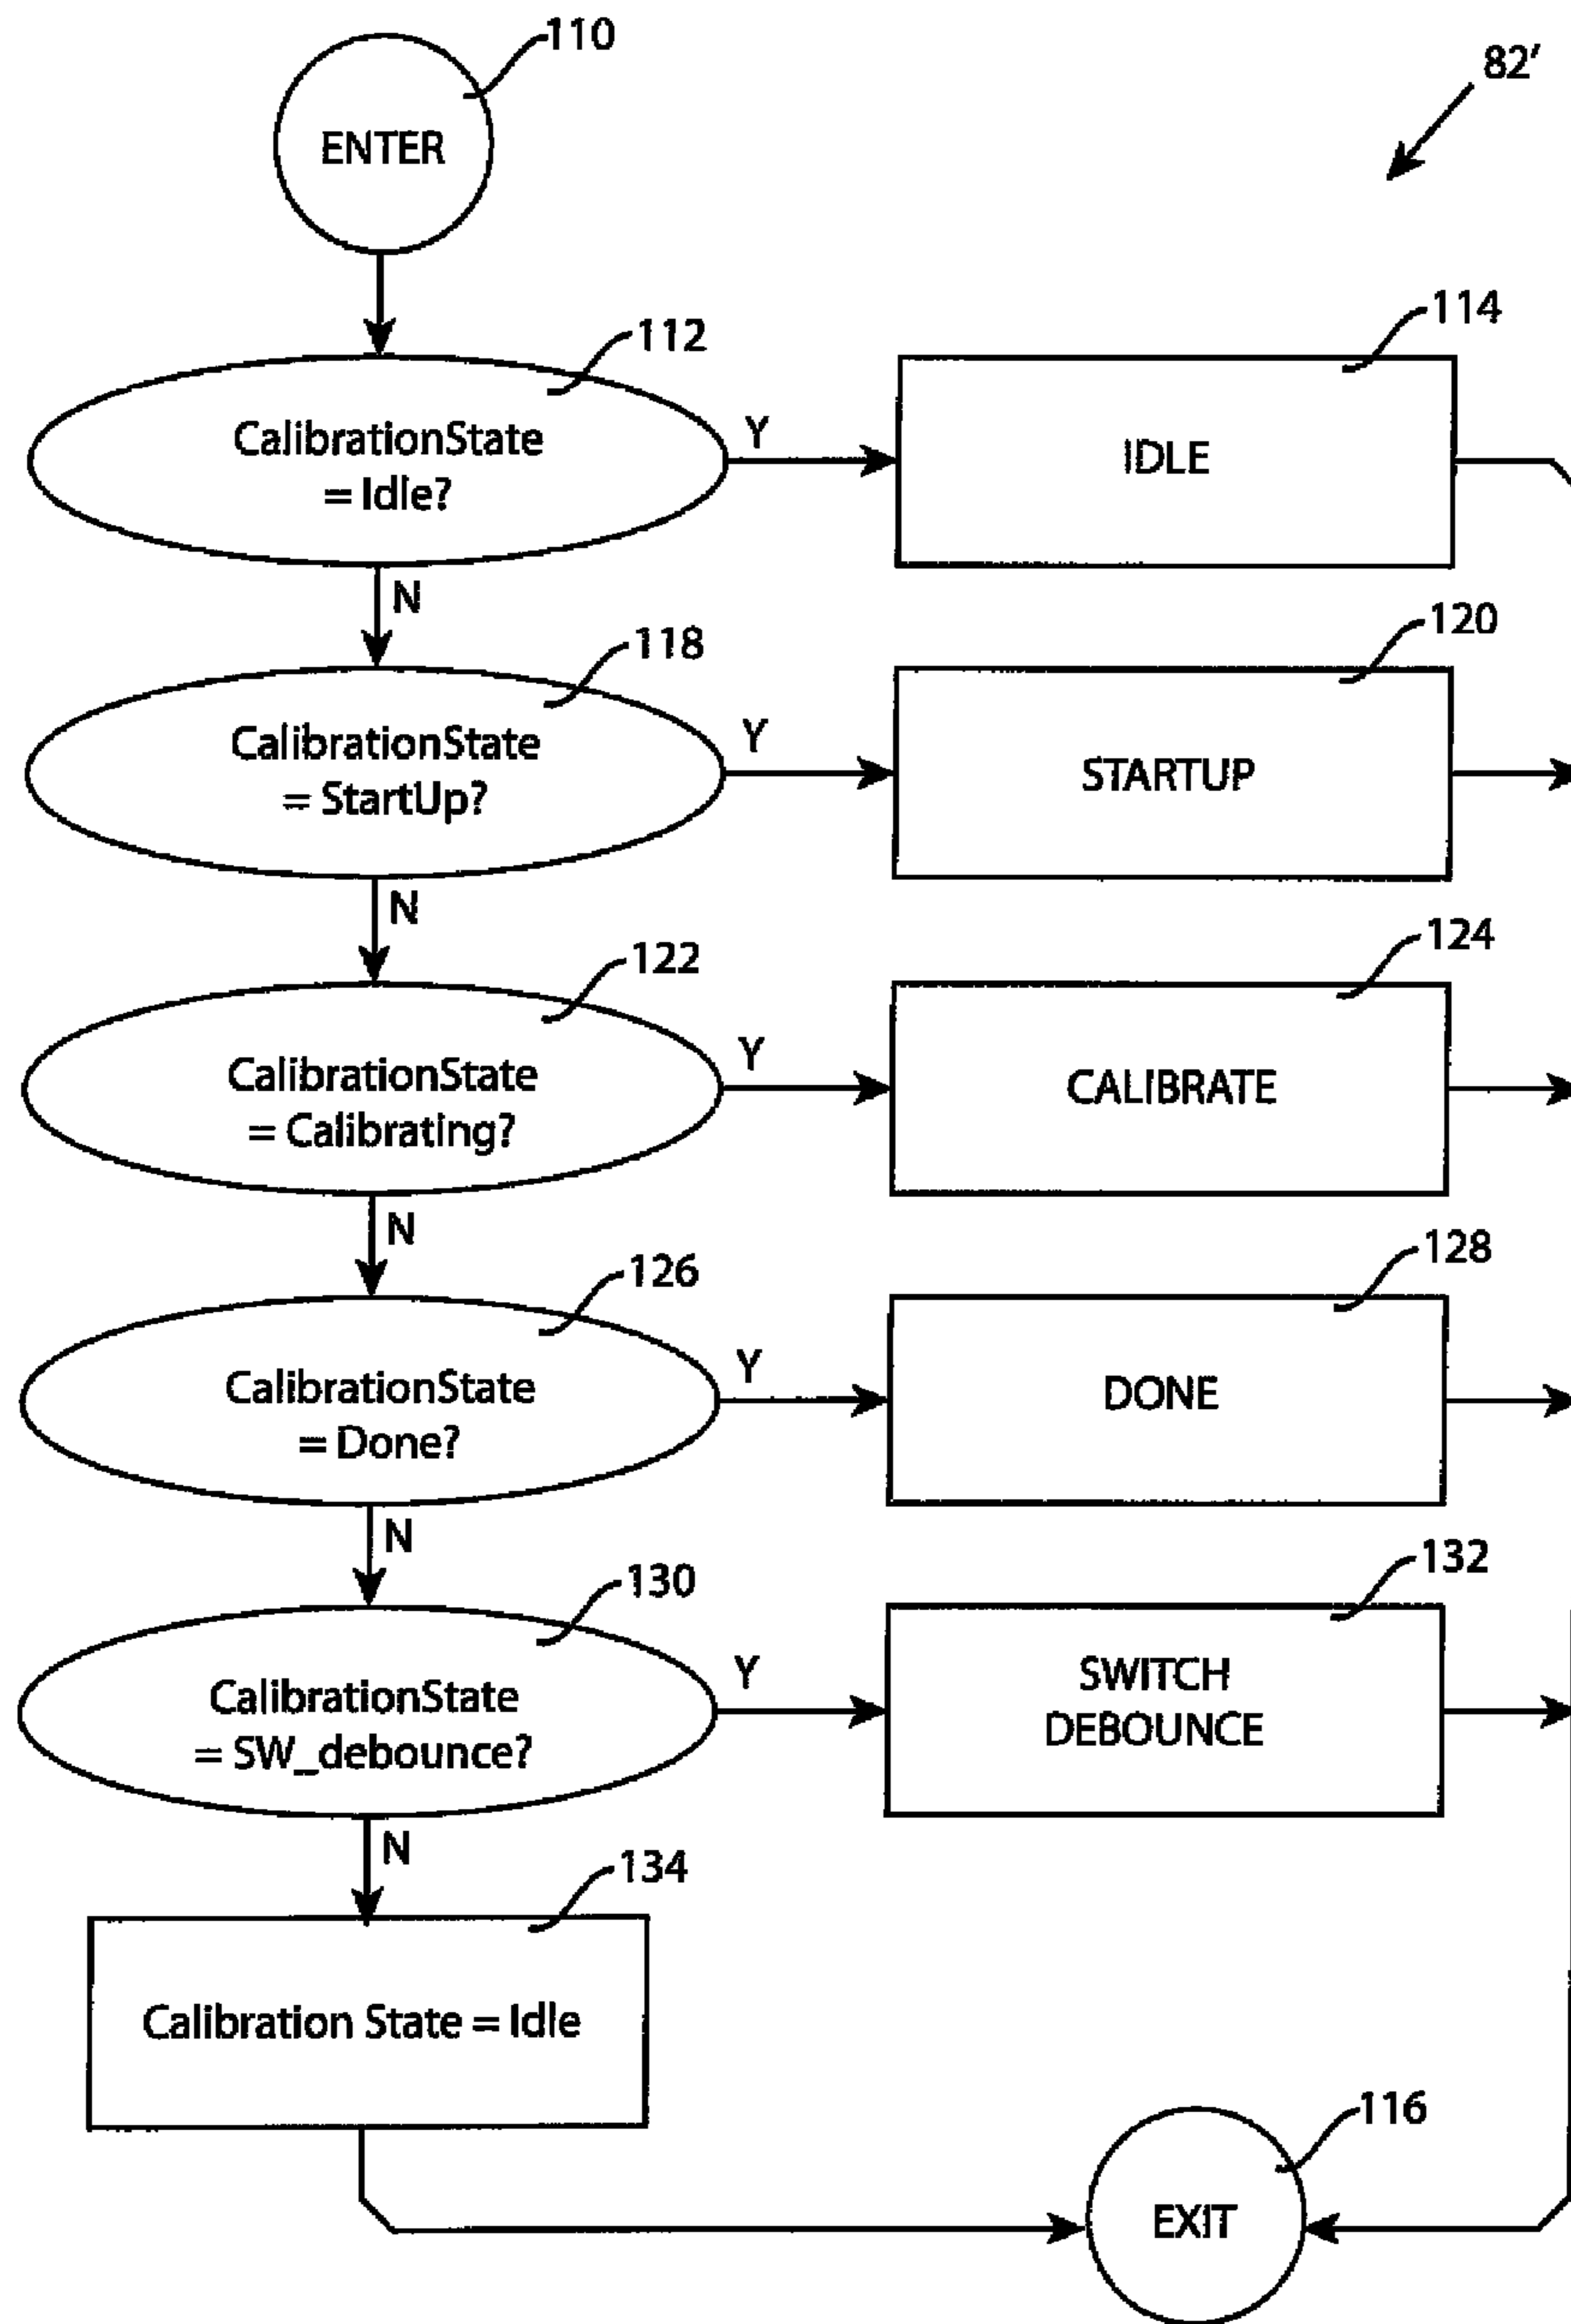 110
82'
ENTER
112
114
CalibrationState
= Idle?
Y
IDLE
N
118
120
CalibrationState
= StartUp?
Y
STARTUP
N
122
124
CalibrationState
= Calibrating?
Y
CALIBRATE
N
126
128
CalibrationState
= Done?
Y
DONE
N
130
132
CalibrationState
= SW_debounce?
Y
SWITCH
DEBOUNCE
N
134
Calibration State = Idle
116
EXIT